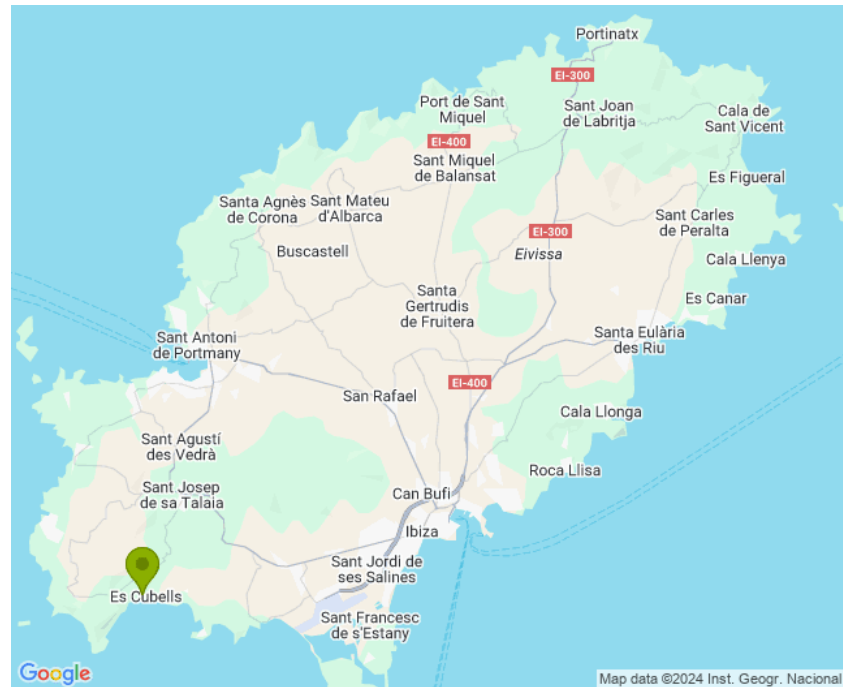 Portinatx
EI-300
Port de Sant
Miquel
Sant Joan
de Labritja
Cala de
Sant Vicent
EI-400
Sant Miquel
de Balansat
Es Figueral
Santa Agnès
de Corona
Sant Mateu
d'Albarca
Sant Carles
de Peralta
EI-300
Buscastell
Eivissa
Cala Llenya
Santa
Gertrudis
de Fruitera
Es Canar
Sant Antoni
de Portmany
Santa Eulària
des Riu
EI-400
San Rafael
Cala Llonga
Sant Agustí
des Vedrà
Roca Llisa
Sant Josep
de sa Talaia
Can Bufi
Ibiza
Sant Jordi de
ses Salines
Es Cubells
Sant Francesc
de s'Estany
Google
Map data ©2024 Inst. Geogr. Nacional